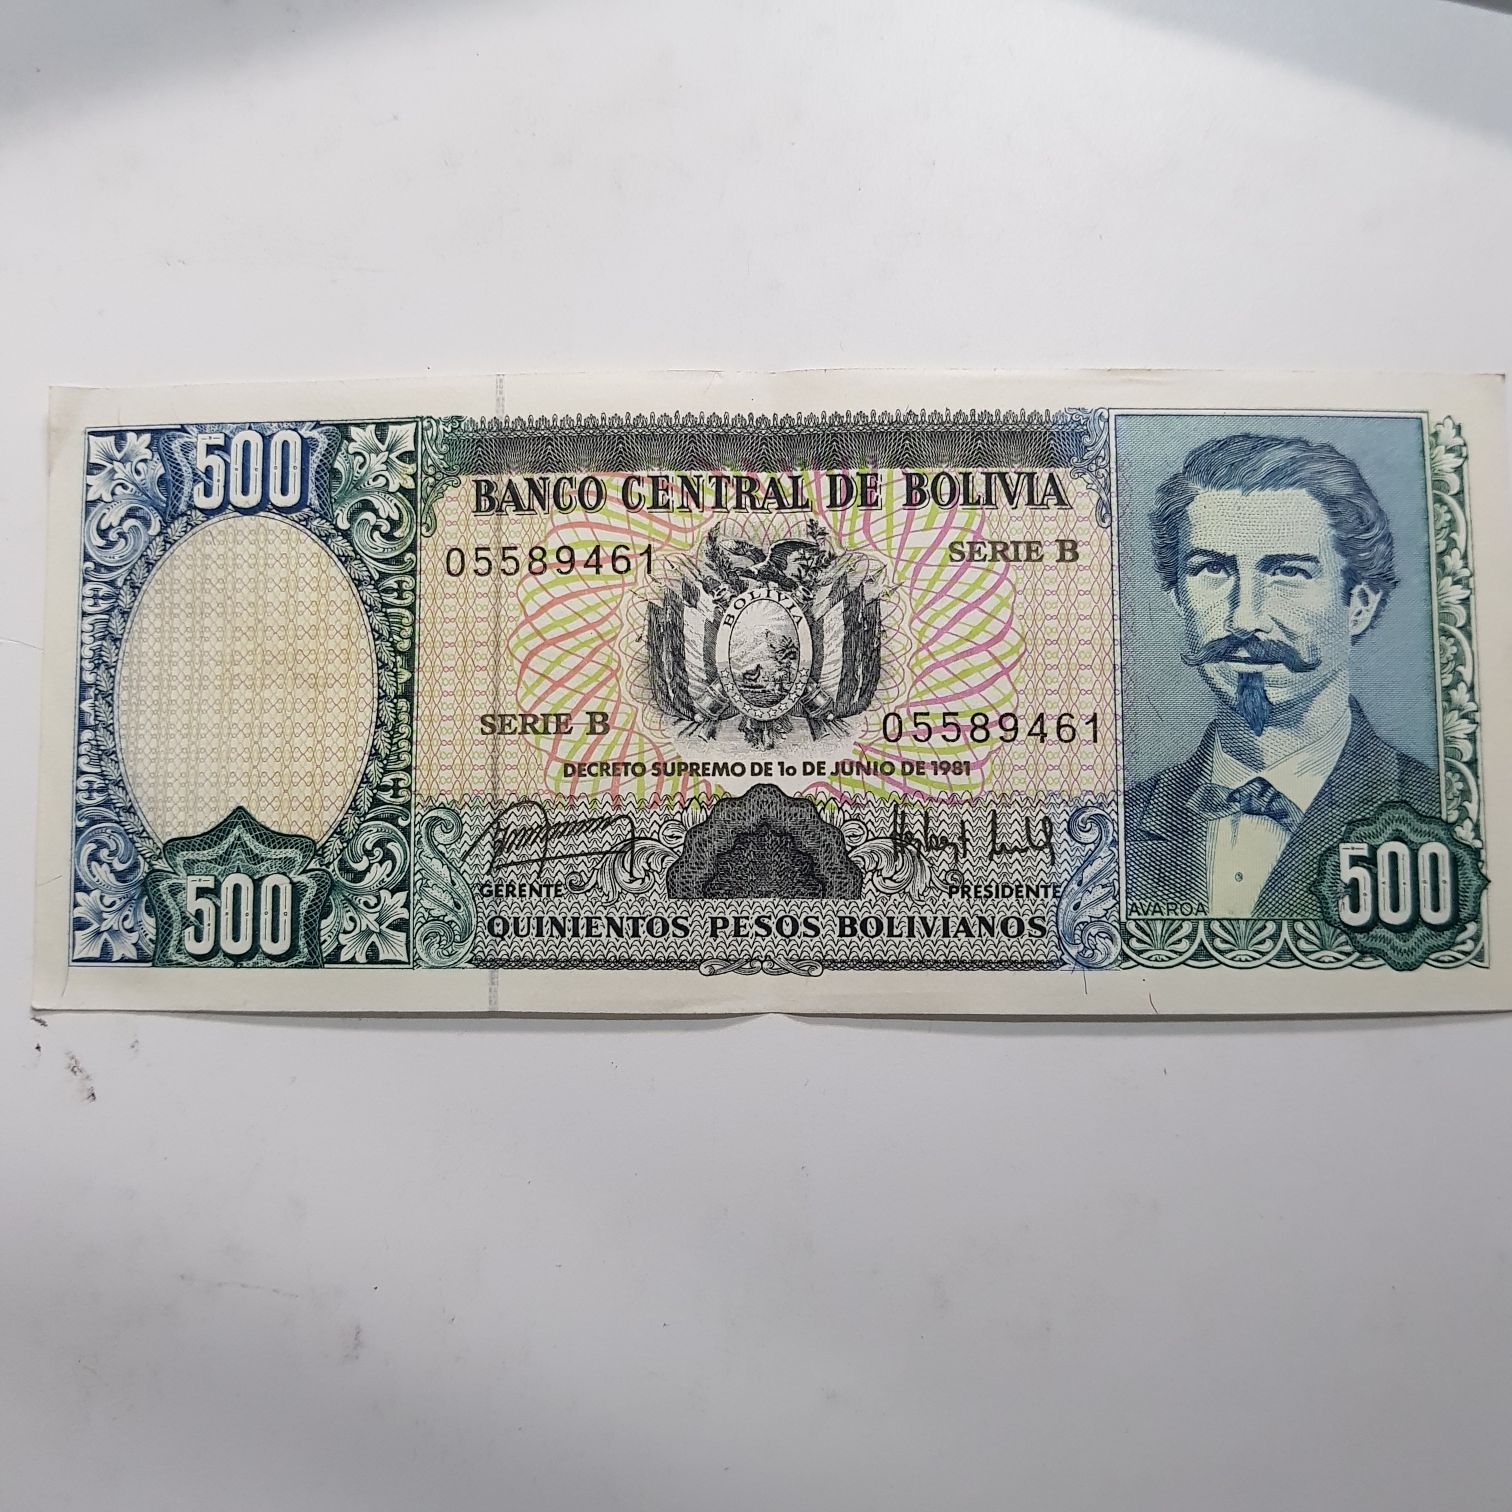 500
BANCO CENTRAL DE BOLIVIA
05589461
SERIE B
BOLIVIA
SERIE B
05589461
DECRETO SUPREMO DE 1o DE JUNIO DE 1981
GERENTE
PRESIDENTE
500
QUINIENTOS PESOS BOLIVIANOS
AVAROA
500